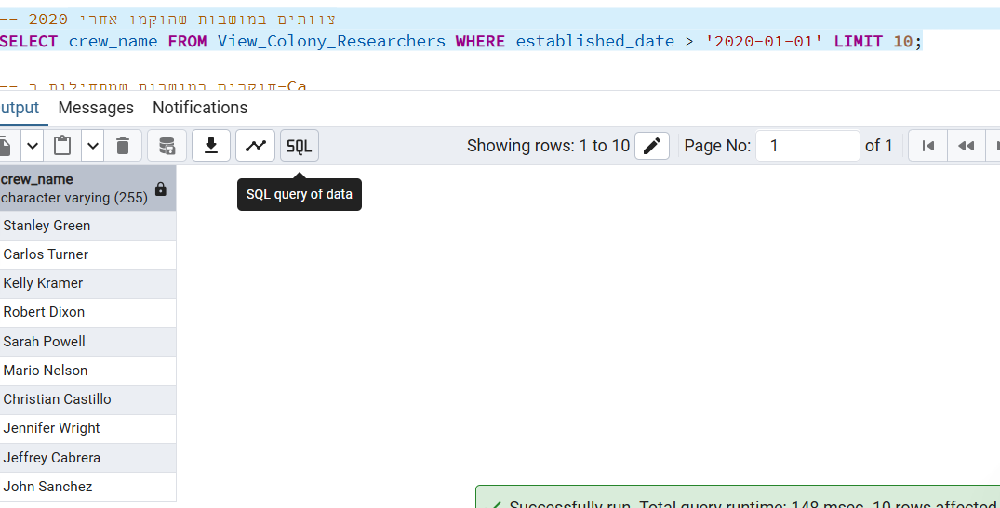 -- צוותים במושבות שהוקמו אחרי 2020
SELECT crew_name FROM View_Colony_Researchers WHERE established_date > '2020-01-01' LIMIT 10;
-- חוקרים במושבות שמתחילות ב-Ca
utput Messages Notifications
SQL Showing rows: 1 to 10 Page No: 1 of 1
SQL query of data
crew_name
character varying (255)
Stanley Green
Carlos Turner
Kelly Kramer
Robert Dixon
Sarah Powell
Mario Nelson
Christian Castillo
Jennifer Wright
Jeffrey Cabrera
John Sanchez
Successfully run. Total query runtime: 148 msec. 10 rows affected